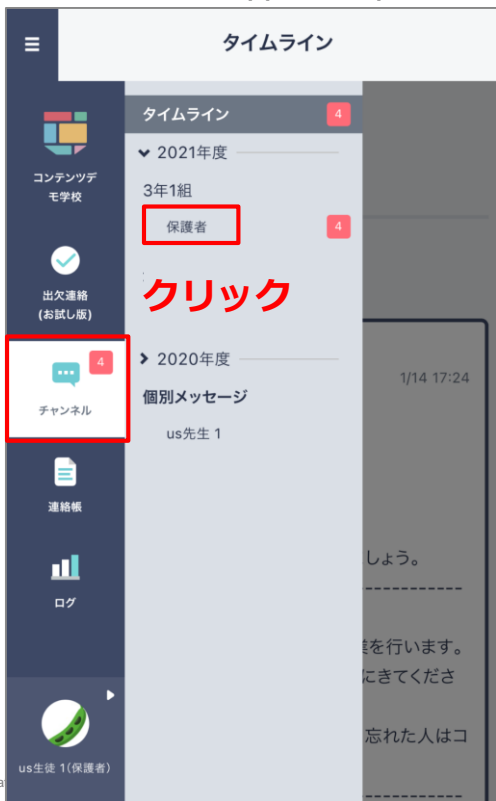 タイムライン
コンテンツデ
モ学校
出欠連絡
(お試し版)
4
チャンネル
連絡帳
ログ
us生徒 1(保護者)
タイムライン 4
2021年度
3年1組
保護者 4
クリック
2020年度
個別メッセージ
us先生 1
1/14 17:24
しょう。
-----------
業を行います。
にきてくださ
忘れた人はコ
-----------